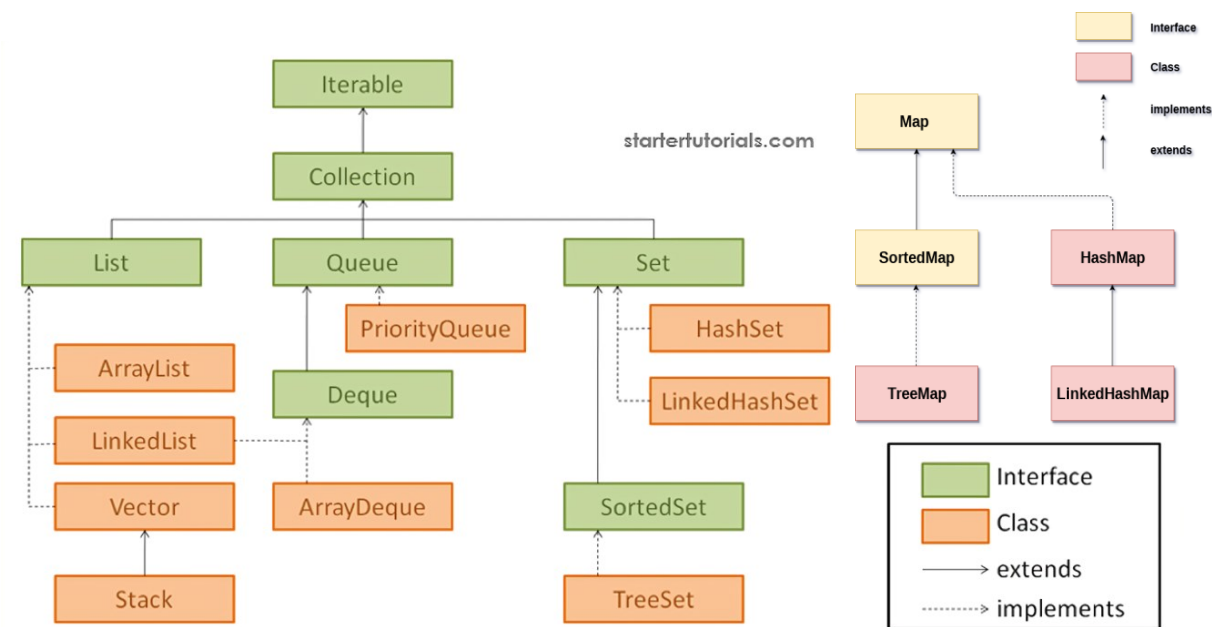 Iterable
Collection
List
Queue
Set
PriorityQueue
HashSet
ArrayList
Deque
LinkedHashSet
LinkedList
Vector
ArrayDeque
SortedSet
Stack
TreeSet
startertutorials.com
Map
SortedMap
HashMap
TreeMap
LinkedHashMap
Interface
Class
implements
extends
Interface
Class
extends
implements